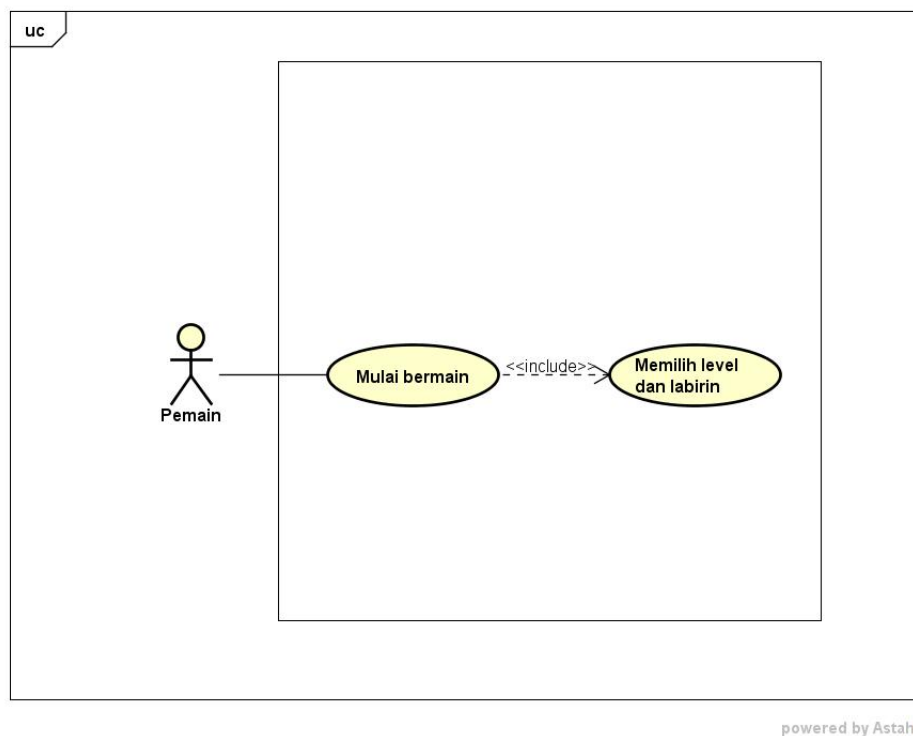 uc
Mulai bermain
<<include>>
Memilih level
dan labirin
Pemain
powered by Astah